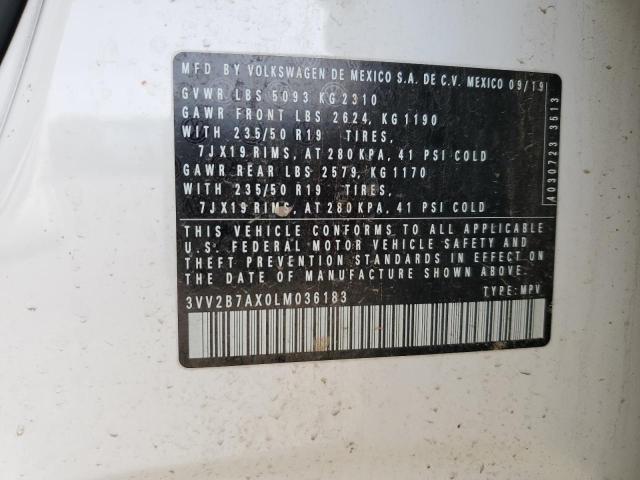 MFD BY VOLKSWAGEN DE MEXICO S.A. DE C.V. MEXICO 09/19
GVWR LBS 5093 KG 2310
GAWR FRONT LBS 2624, KG1190
WITH 235/50 R19 TIRES,
7JX19 RIMS, AT 280 KPA, 41 PSI COLD
GAWR REAR LBS 2579, KG 1170
WITH 235/50 R19 TIRES,
7JX19 RIMS, AT 280 KPA, 41 PSI COLD
THIS VEHICLE CONFORMS TO ALL APPLICABLE
U.S. FEDERAL MOTOR VEHICLE SAFETY AND
THEFT PREVENTION STANDARDS IN EFFECT ON
THE DATE OF MANUFACTURE SHOWN ABOVE.
3VV2B7AX0LM036183 TYPE: MPV
A030723 3513